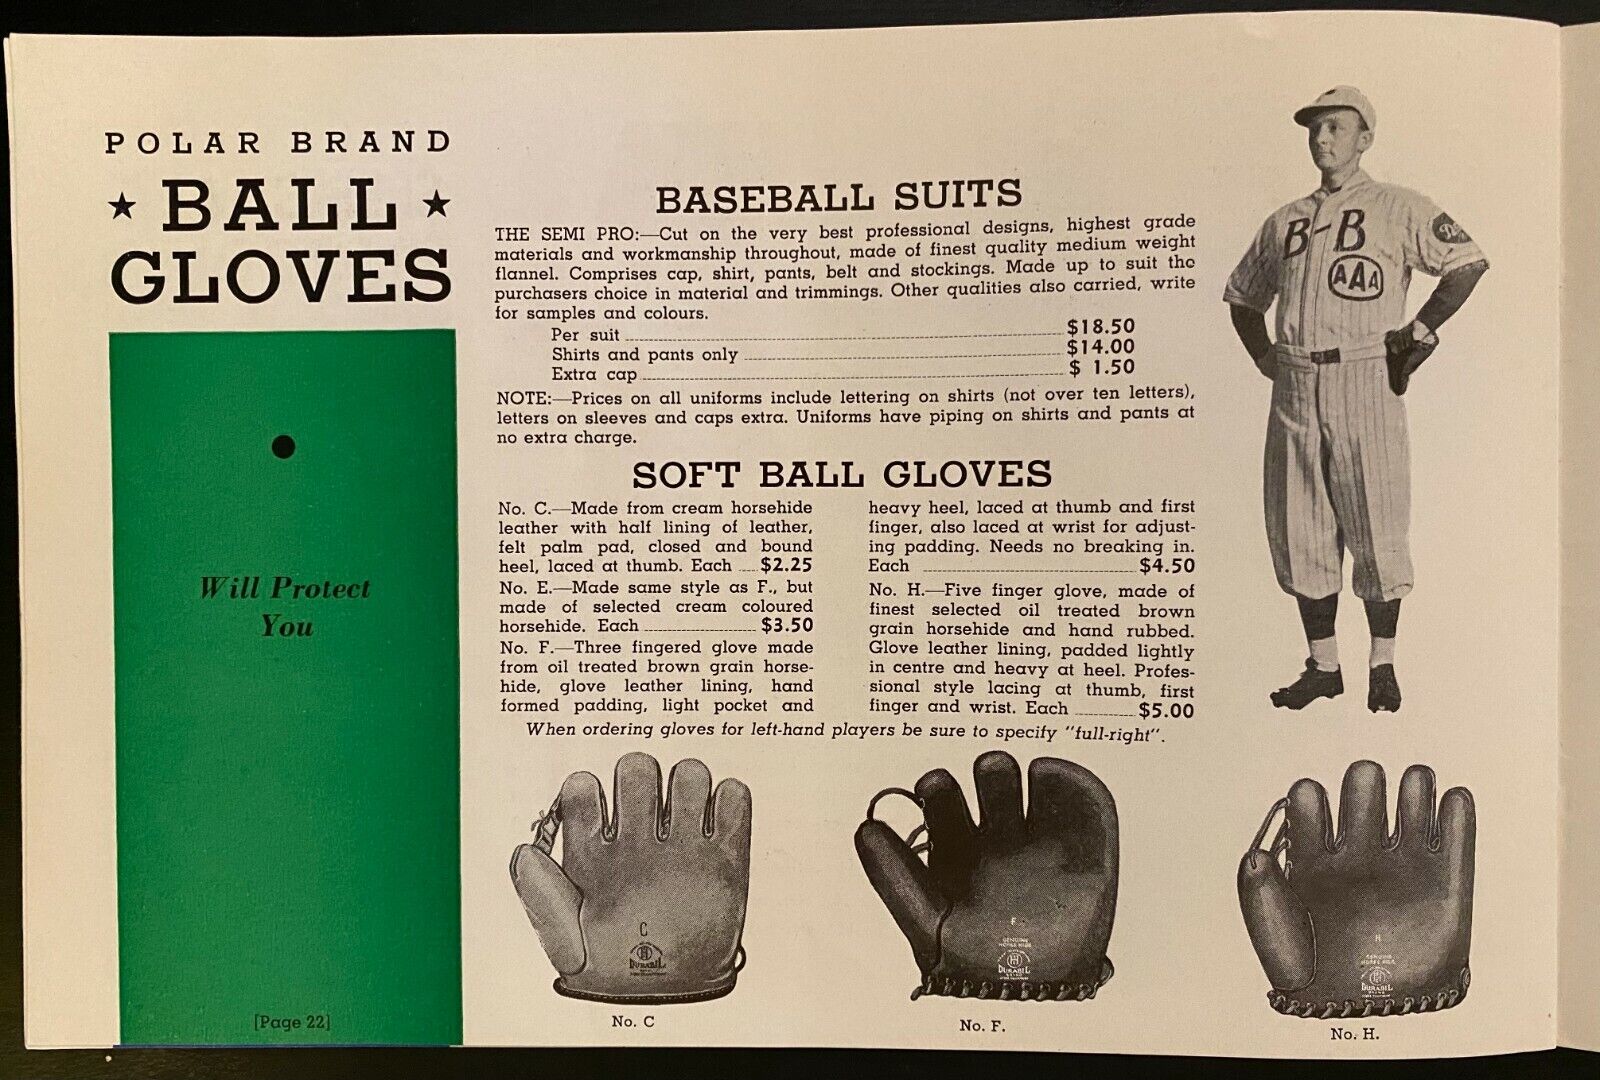 POLAR BRAND
★ BALL ★
GLOVES
Will Protect
You
[Page 22]
BASEBALL SUITS
THE SEMI PRO:—Cut on the very best professional designs, highest grade
materials and workmanship throughout, made of finest quality medium weight
flannel. Comprises cap, shirt, pants, belt and stockings. Made up to suit the
purchasers choice in material and trimmings. Other qualities also carried, write
for samples and colours.
Per suit $18.50
Shirts and pants only $14.00
Extra cap $ 1.50
NOTE:—Prices on all uniforms include lettering on shirts (not over ten letters),
letters on sleeves and caps extra. Uniforms have piping on shirts and pants at
no extra charge.
SOFT BALL GLOVES
No. C.—Made from cream horsehide
leather with half lining of leather,
felt palm pad, closed and bound
heel, laced at thumb. Each $2.25
No. E.—Made same style as F., but
made of selected cream coloured
horsehide. Each $3.50
No. F.—Three fingered glove made
from oil treated brown grain horse-
hide, glove leather lining, hand
formed padding, light pocket and
heavy heel, laced at thumb and first
finger, also laced at wrist for adjust-
ing padding. Needs no breaking in.
Each $4.50
No. H.—Five finger glove, made of
finest selected oil treated brown
grain horsehide and hand rubbed.
Glove leather lining, padded lightly
in centre and heavy at heel. Profes-
sional style lacing at thumb, first
finger and wrist. Each $5.00
When ordering gloves for left-hand players be sure to specify "full-right".
B-B
AAA
C
H
DURABIL
No. C
F
GENUINE
HORSE HIDE
H
DURABIL
No. F.
H
GENUINE
HORSE HIDE
H
DURABIL
No. H.